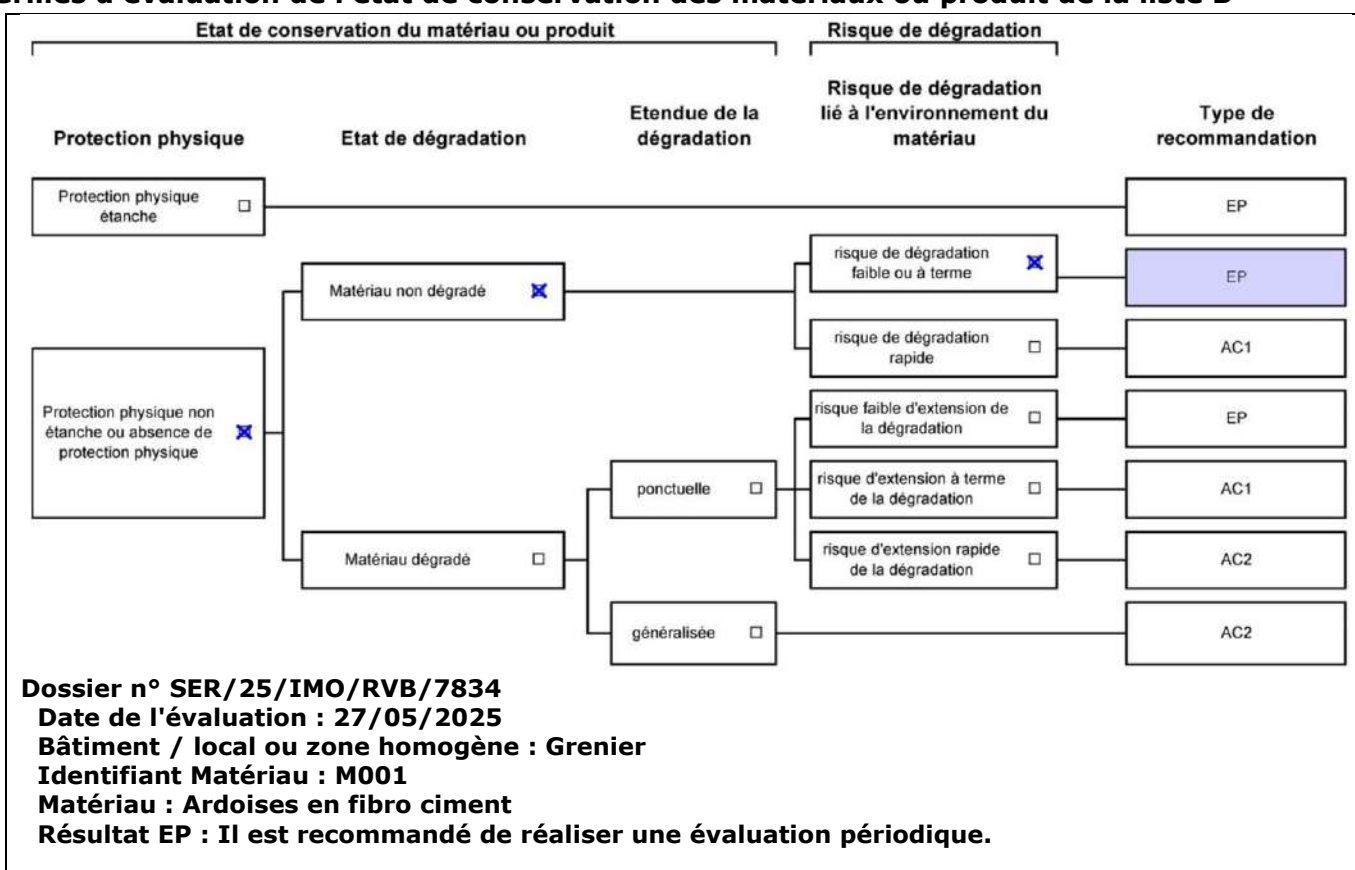 Etat de conservation du matériau ou produit
Risque de dégradation
Protection physique
Etat de dégradation
Etendue de la
dégradation
Risque de dégradation
lié à l'environnement du
matériau
Type de
recommandation
Protection physique
étanche
EP
risque de dégradation
faible ou à terme
EP
Matériau non dégradé
risque de dégradation
rapide
AC1
Protection physique non
étanche ou absence de
protection physique
risque faible d'extension de
la dégradation
EP
ponctuelle
risque d'extension à terme
de la dégradation
AC1
Matériau dégradé
risque d'extension rapide
de la dégradation
AC2
généralisée
AC2
Dossier n° SER/25/IMO/RVB/7834
Date de l'évaluation : 27/05/2025
Bâtiment / local ou zone homogène : Grenier
Identifiant Matériau : M001
Matériau : Ardoises en fibro ciment
Résultat EP : Il est recommandé de réaliser une évaluation périodique.